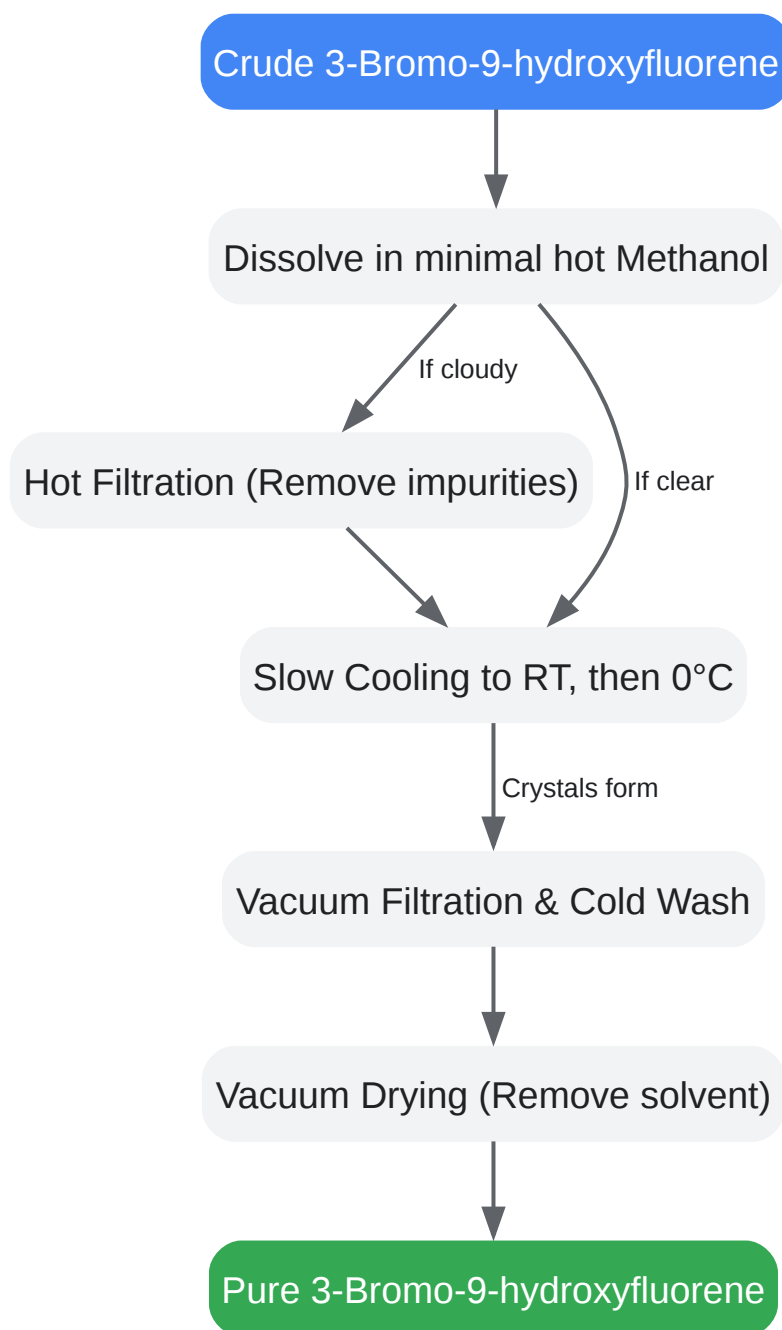 Crude 3-Bromo-9-hydroxyfluorene
Dissolve in minimal hot Methanol
If cloudy
Hot Filtration (Remove impurities)
If clear
Slow Cooling to RT, then 0°C
Crystals form
Vacuum Filtration & Cold Wash
Vacuum Drying (Remove solvent)
Pure 3-Bromo-9-hydroxyfluorene